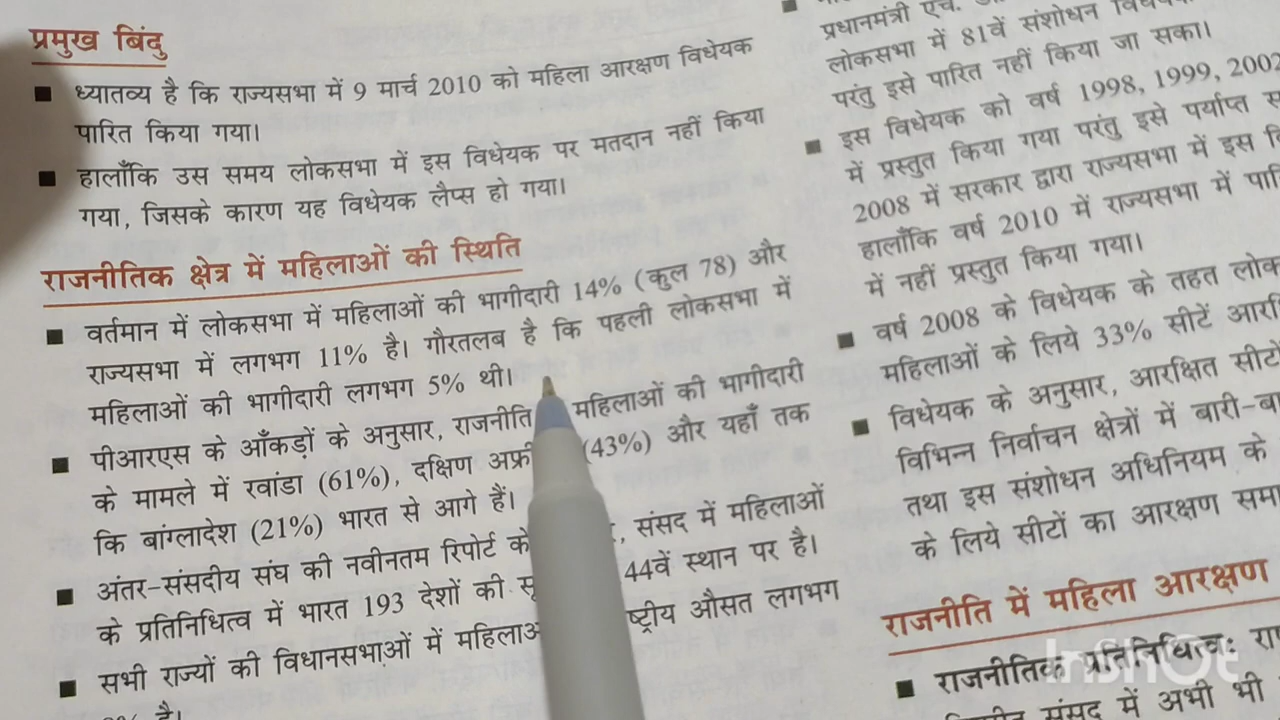 प्रमुख बिंदु
■ ध्यातव्य है कि राज्यसभा में 9 मार्च 2010 को महिला आरक्षण विधेयक
पारित किया गया।
■ हालाँकि उस समय लोकसभा में इस विधेयक पर मतदान नहीं किया
गया, जिसके कारण यह विधेयक लैप्स हो गया।
राजनीतिक क्षेत्र में महिलाओं की स्थिति
■ वर्तमान में लोकसभा में महिलाओं की भागीदारी 14% (कुल 78) और
राज्यसभा में लगभग 11% है। गौरतलब है कि पहली लोकसभा में
महिलाओं की भागीदारी लगभग 5% थी।
■ पीआरएस के आँकड़ों के अनुसार, राजनीति महिलाओं की भागीदारी
के मामले में रवांडा (61%), दक्षिण (43%) और यहाँ तक
कि बांग्लादेश (21%) भारत से आगे हैं।
■ अंतर-संसदीय संघ की नवीनतम रिपोर्ट संसद में महिलाओं
के प्रतिनिधित्व में भारत 193 देशों की 44वें स्थान पर है।
■ सभी राज्यों की विधानसभाओं में औसत लगभग
है।
प्रधानमंत्री एच.
लोकसभा में 81वें संशोधन
परंतु इसे पारित नहीं किया जा सका।
■ इस विधेयक को वर्ष 1998, 1999, 2002
में प्रस्तुत किया गया परंतु इसे पर्याप्त
2008 में सरकार द्वारा राज्यसभा में इस
हालाँकि वर्ष 2010 में राज्यसभा में
में नहीं प्रस्तुत किया गया।
■ वर्ष 2008 के विधेयक के तहत
महिलाओं के लिये 33% सीटें
■ विधेयक के अनुसार, आरक्षित
विभिन्न निर्वाचन क्षेत्रों में
तथा इस संशोधन अधिनियम के
के लिये सीटों का आरक्षण
राजनीति में महिला आरक्षण
■ राजनीतिक प्रतिनिधित्व:
संसद में अभी भी
InShOt